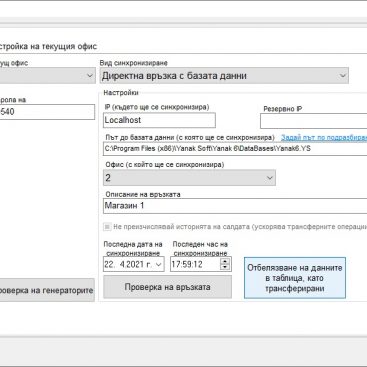 стройка на текущия офис
ущ офис
Вид синхронизиране
Директна връзка с базата данни
Настройки
рола на
540
IP (където ще се синхронизира)
Резервно IP
Localhost
Път до базата данни (с която ще се синхронизира)
Задай път по подразбира
C:\Program Files (x86)\Yanak Soft\Yanak 6\DataBases\Yanak6.YS
Офис (с който ще се синхронизира)
2
Описание на връзката
Магазин 1
Не преизчислявай историята на салдата (ускорява трансферните операци
Последна дата на синхронизиране
Последен час на синхронизиране
22. 4.2021 г.
17:59:12
Отбелязване на данните
в таблица, като
трансферирани
роверка на генераторите
Проверка на връзката